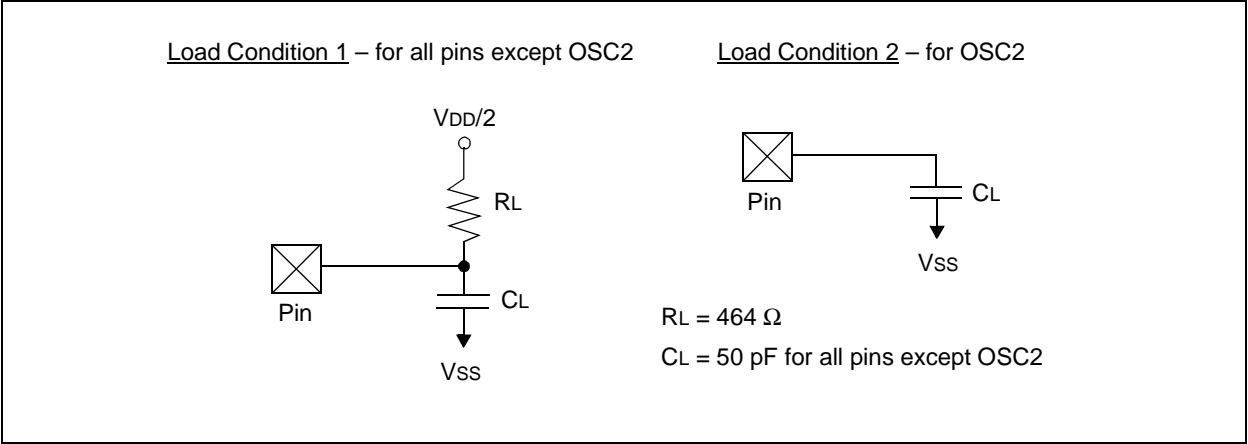 Load Condition 1 – for all pins except OSC2
VDD/2
RL
Pin
CL
VSS
Load Condition 2 – for OSC2
Pin
CL
VSS
RL = 464 Ω
CL = 50 pF for all pins except OSC2